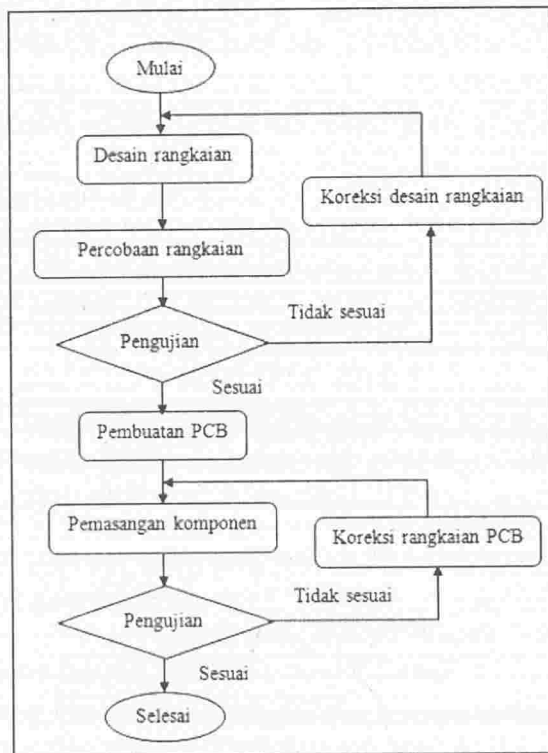 Mulai
Desain rangkaian
Koreksi desain rangkaian
Percobaan rangkaian
Tidak sesuai
Pengujian
Sesuai
Pembuatan PCB
Pemasangan komponen
Koreksi rangkaian PCB
Tidak sesuai
Pengujian
Sesuai
Selesai